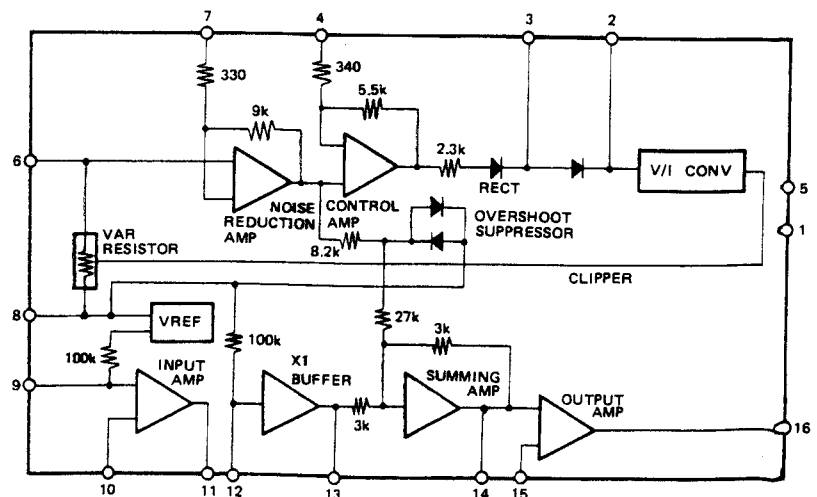 7
4
3
2
330
340
5.5k
9k
2.3k
6
V/I CONV
RECT
5
NOISE
REDUCTION
AMP
CONTROL
AMP
OVERSHOOT
SUPPRESSOR
1
VAR
RESISTOR
8.2k
CLIPPER
8
VREF
27k
100k
100k
3k
INPUT
AMP
X1
BUFFER
SUMMING
AMP
OUTPUT
AMP
9
3k
16
10
11
12
13
14
15